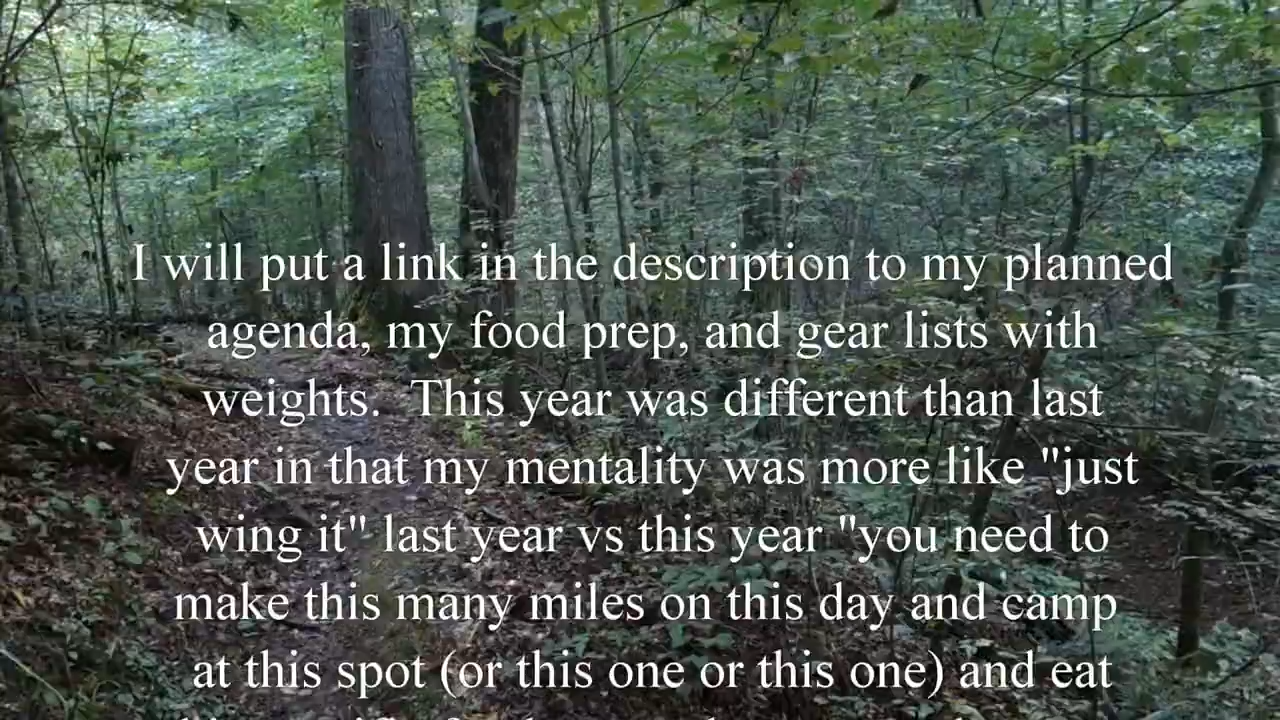 I will put a link in the description to my planned
agenda, my food prep, and gear lists with
weights.  This year was different than last
year in that my mentality was more like "just
wing it" last year vs this year "you need to
make this many miles on this day and camp
at this spot (or this one or this one) and eat